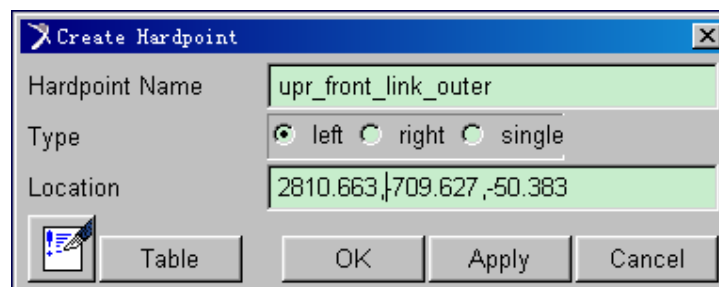 Create Hardpoint
Hardpoint Name upr_front_link_outer
Type left right single
Location 2810.663,-709.627,-50.383
Table OK Apply Cancel